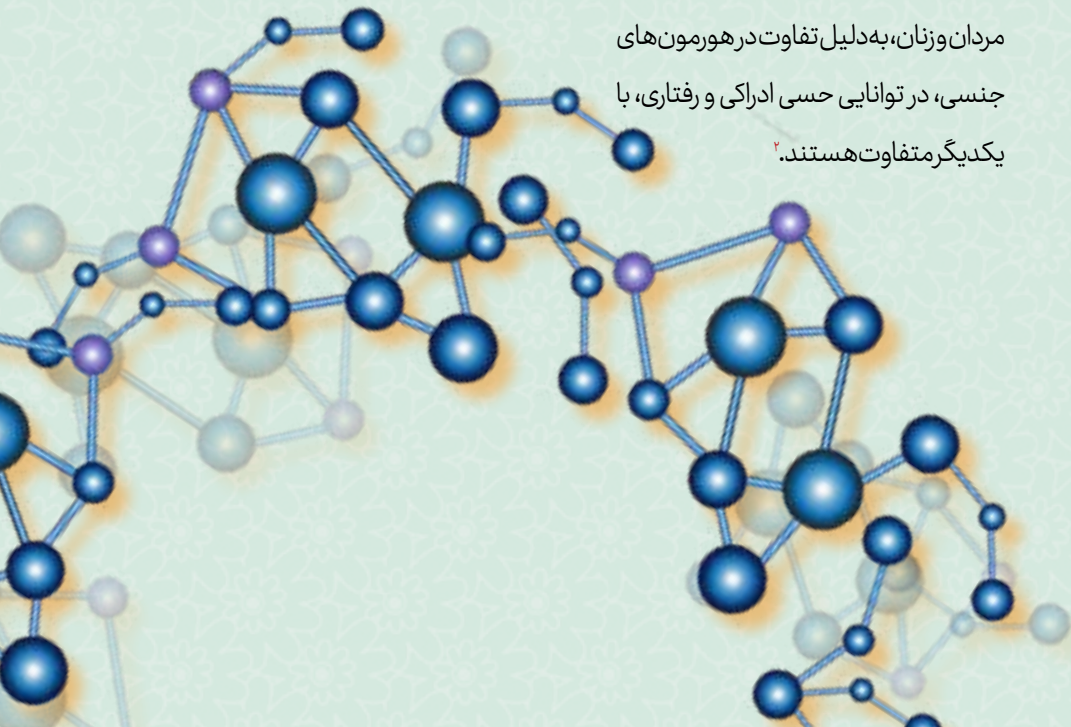 مردان وزنان، به‌دلیل تفاوت در هورمون‌های
جنسی، در توانایی حسی ادراکی و رفتاری، با
یکدیگر متفاوت هستند.۲